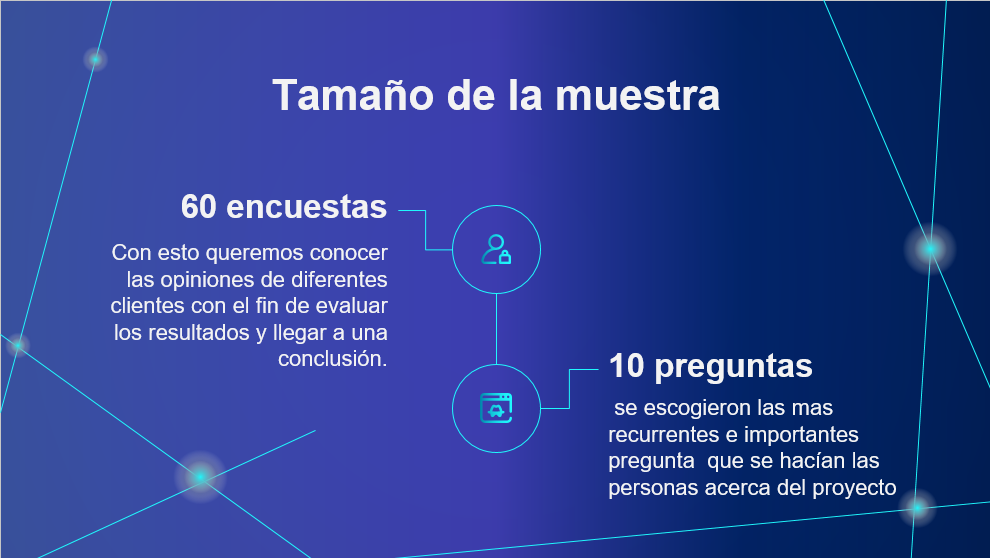 Tamaño de la muestra
60 encuestas
Con esto queremos conocer
las opiniones de diferentes
clientes con el fin de evaluar
los resultados y llegar a una
conclusión.
10 preguntas
se escogieron las mas
recurrentes e importantes
pregunta  que se hacían las
personas acerca del proyecto